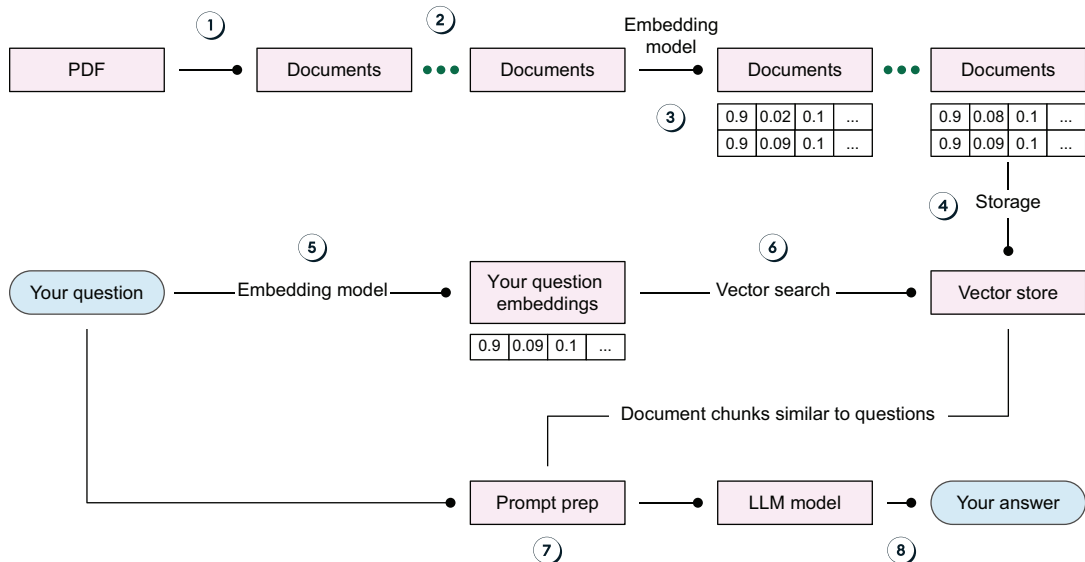 1
2
Embedding
model
PDF
Documents
Documents
Documents
Documents
3
0.9 0.02 0.1 ...
0.9 0.09 0.1 ...
0.9 0.08 0.1 ...
0.9 0.09 0.1 ...
4
Storage
5
6
Your question
Embedding model
Your question
embeddings
Vector search
Vector store
0.9 0.09 0.1 ...
Document chunks similar to questions
Prompt prep
LLM model
Your answer
7
8